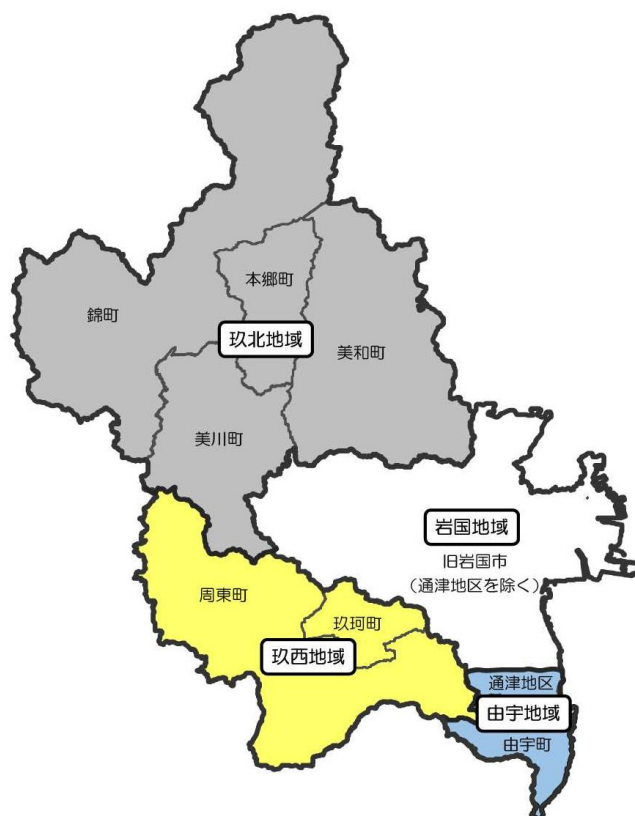 本郷町
錦町
玖北地域
美和町
美川町
岩国地域
旧岩国市
（通津地区を除く）
周東町
玖珂町
玖西地域
通津地区
由宇地域
由宇町